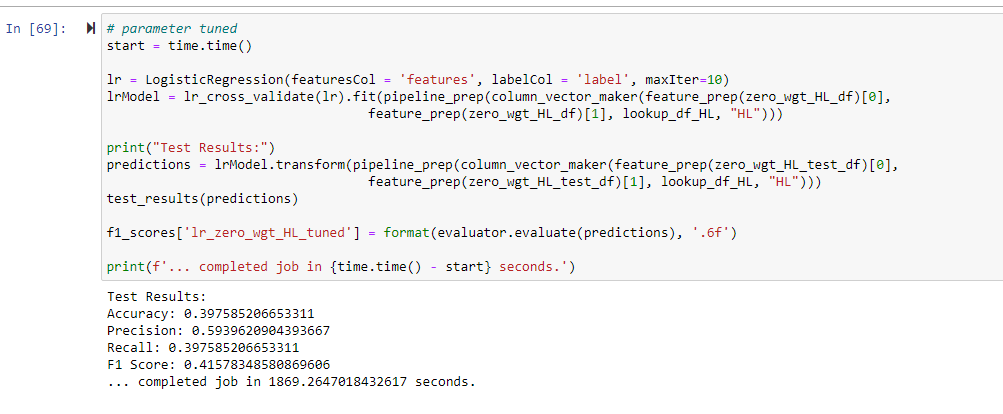 In [69]:
# parameter tuned
start = time.time()
lr = LogisticRegression(featuresCol = 'features', labelCol = 'label', maxIter=10)
lrModel = lr_cross_validate(lr).fit(pipeline_prep(column_vector_maker(feature_prep(zero_wgt_HL_df)[0],
feature_prep(zero_wgt_HL_df)[1], lookup_df_HL, "HL")))
print("Test Results:")
predictions = lrModel.transform(pipeline_prep(column_vector_maker(feature_prep(zero_wgt_HL_test_df)[0],
feature_prep(zero_wgt_HL_test_df)[1], lookup_df_HL, "HL")))
test_results(predictions)
f1_scores['lr_zero_wgt_HL_tuned'] = format(evaluator.evaluate(predictions), '.6f')
print(f'... completed job in {time.time() - start} seconds.')
Test Results:
Accuracy: 0.397585206653311
Precision: 0.5939620904393667
Recall: 0.397585206653311
F1 Score: 0.41578348580869606
... completed job in 1869.2647018432617 seconds.